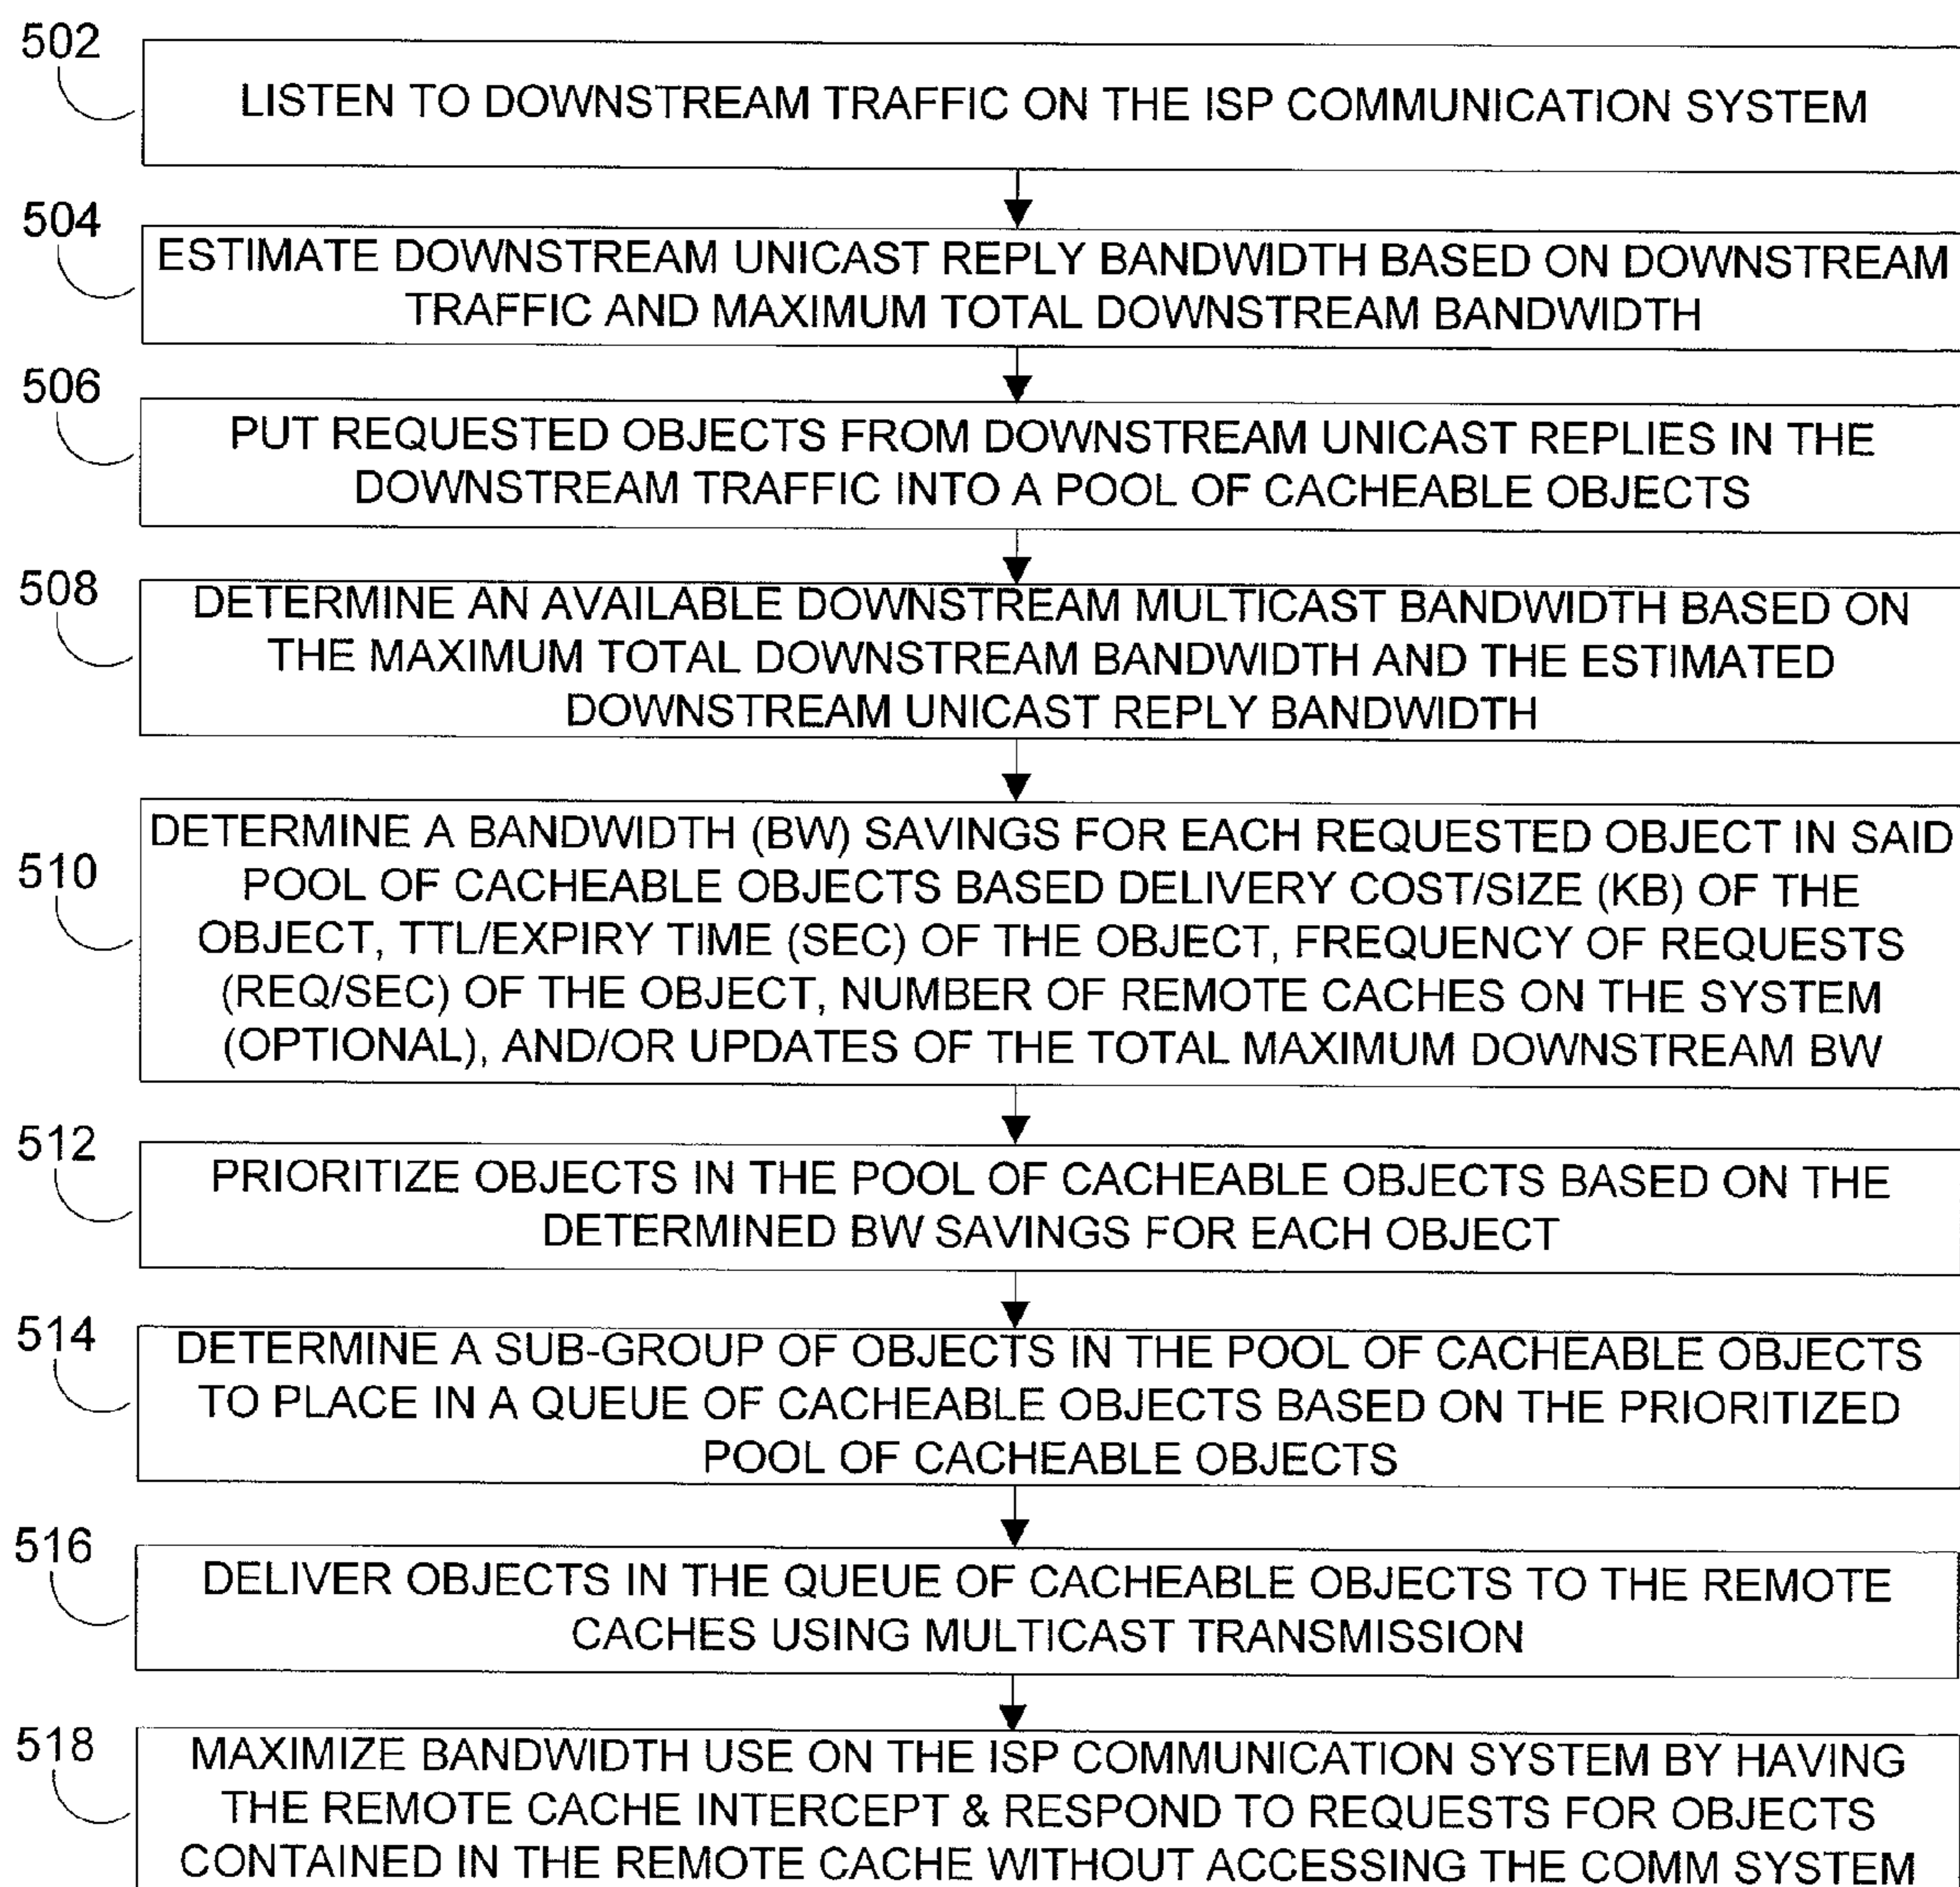 502
LISTEN TO DOWNSTREAM TRAFFIC ON THE ISP COMMUNICATION SYSTEM
504
ESTIMATE DOWNSTREAM UNICAST REPLY BANDWIDTH BASED ON DOWNSTREAM
TRAFFIC AND MAXIMUM TOTAL DOWNSTREAM BANDWIDTH
506
PUT REQUESTED OBJECTS FROM DOWNSTREAM UNICAST REPLIES IN THE
DOWNSTREAM TRAFFIC INTO A POOL OF CACHEABLE OBJECTS
508
DETERMINE AN AVAILABLE DOWNSTREAM MULTICAST BANDWIDTH BASED ON
THE MAXIMUM TOTAL DOWNSTREAM BANDWIDTH AND THE ESTIMATED
DOWNSTREAM UNICAST REPLY BANDWIDTH
510
DETERMINE A BANDWIDTH (BW) SAVINGS FOR EACH REQUESTED OBJECT IN SAID
POOL OF CACHEABLE OBJECTS BASED DELIVERY COST/SIZE (KB) OF THE
OBJECT, TTL/EXPIRY TIME (SEC) OF THE OBJECT, FREQUENCY OF REQUESTS
(REQ/SEC) OF THE OBJECT, NUMBER OF REMOTE CACHES ON THE SYSTEM
(OPTIONAL), AND/OR UPDATES OF THE TOTAL MAXIMUM DOWNSTREAM BW
512
PRIORITIZE OBJECTS IN THE POOL OF CACHEABLE OBJECTS BASED ON THE
DETERMINED BW SAVINGS FOR EACH OBJECT
514
DETERMINE A SUB-GROUP OF OBJECTS IN THE POOL OF CACHEABLE OBJECTS
TO PLACE IN A QUEUE OF CACHEABLE OBJECTS BASED ON THE PRIORITIZED
POOL OF CACHEABLE OBJECTS
516
DELIVER OBJECTS IN THE QUEUE OF CACHEABLE OBJECTS TO THE REMOTE
CACHES USING MULTICAST TRANSMISSION
518
MAXIMIZE BANDWIDTH USE ON THE ISP COMMUNICATION SYSTEM BY HAVING
THE REMOTE CACHE INTERCEPT & RESPOND TO REQUESTS FOR OBJECTS
CONTAINED IN THE REMOTE CACHE WITHOUT ACCESSING THE COMM SYSTEM